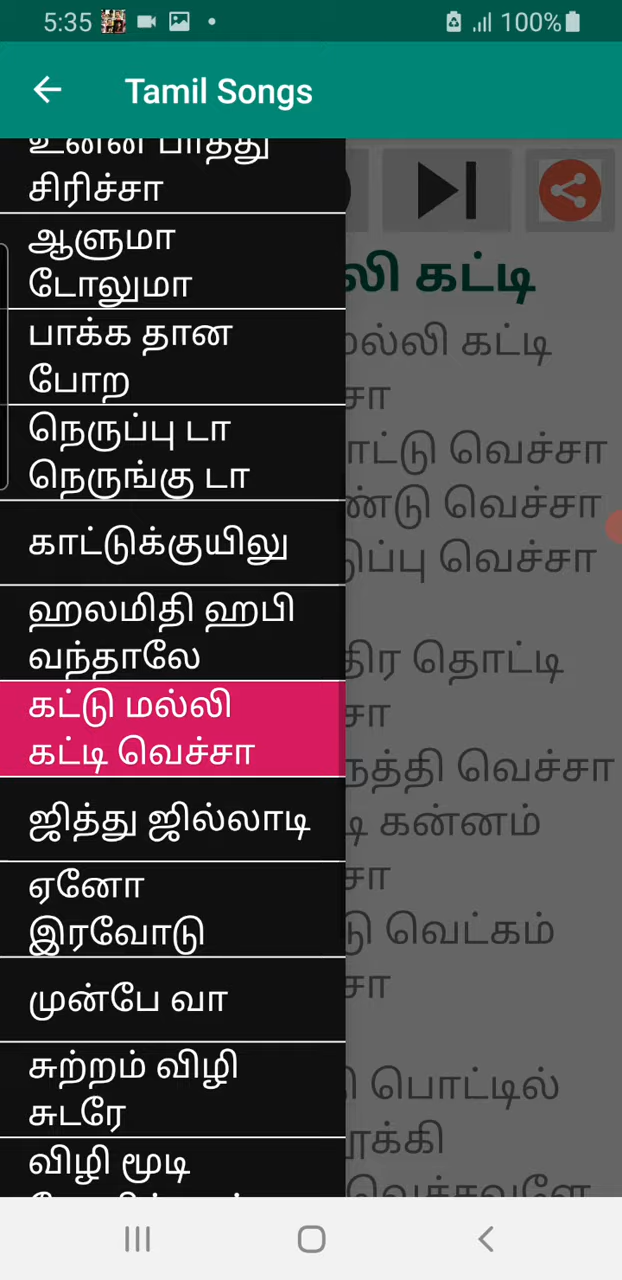 5:35
100%
Tamil Songs
உன்ன பாத்து
சிரிச்சா
ஆளுமா
டோலுமா
பாக்க தான
போற
நெருப்பு டா
நெருங்கு டா
காட்டுக்குயிலு
ஹலமிதி ஹபி
வந்தாலே
கட்டு மல்லி
கட்டி வெச்சா
ஜித்து ஜில்லாடி
ஏனோ
இரவோடு
முன்பே வா
சுற்றம் விழி
சுடரே
விழி மூடி
கட்டி
கட்டி
வெச்சா
வெச்சா
வெச்சா
தொட்டி
வெச்சா
கன்னம்
வெட்கம்
பொட்டில்